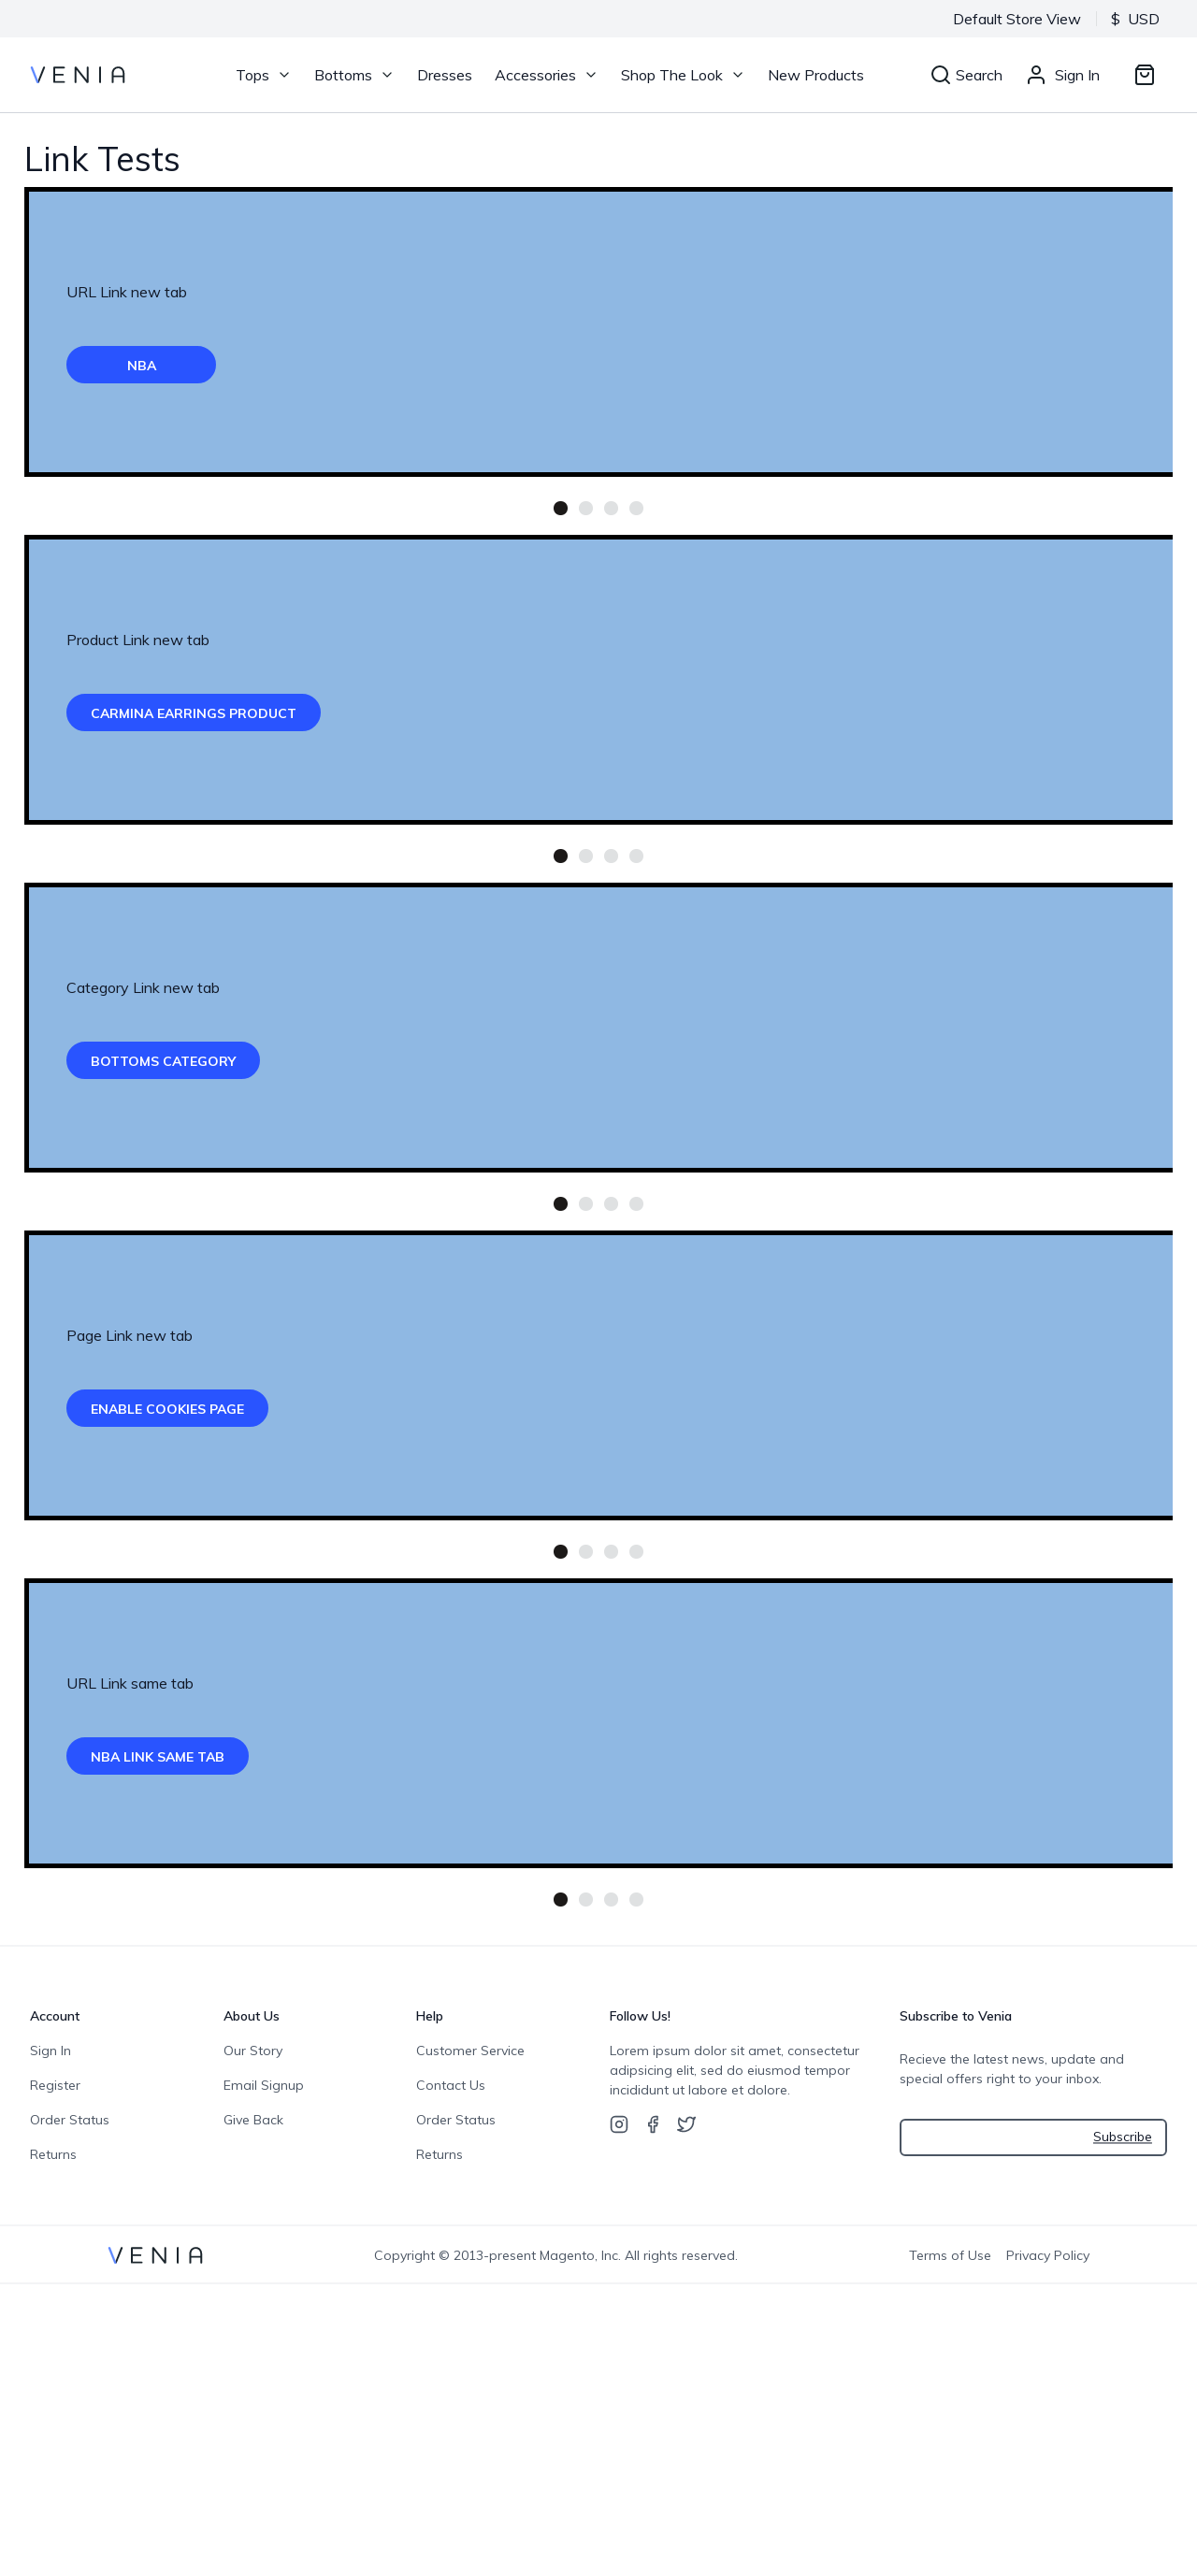 Default Store View
$ USD
VENIA
Tops
Bottoms
Dresses
Accessories
Shop The Look
New Products
Search
Sign In
Link Tests
URL Link new tab
NBA
Product Link new tab
CARMINA EARRINGS PRODUCT
Category Link new tab
BOTTOMS CATEGORY
Page Link new tab
ENABLE COOKIES PAGE
URL Link same tab
NBA LINK SAME TAB
Account
Sign In
Register
Order Status
Returns
About Us
Our Story
Email Signup
Give Back
Help
Customer Service
Contact Us
Order Status
Returns
Follow Us!
Lorem ipsum dolor sit amet, consectetur
adipsicing elit, sed do eiusmod tempor
incididunt ut labore et dolore.
Subscribe to Venia
Recieve the latest news, update and
special offers right to your inbox.
Subscribe
VENIA
Copyright © 2013-present Magento, Inc. All rights reserved.
Terms of Use
Privacy Policy